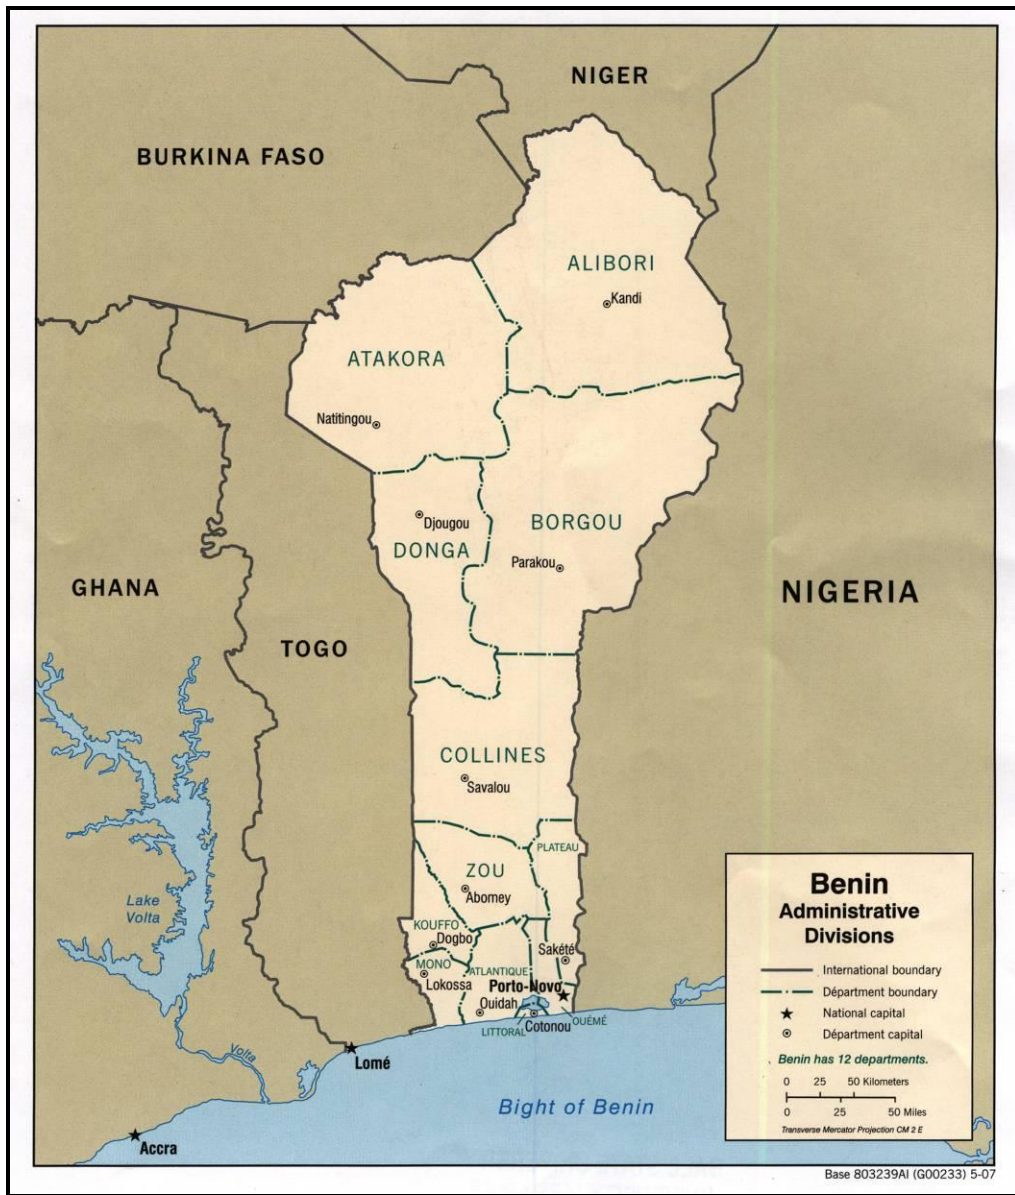 NIGER
BURKINA FASO
ALIBORI
Kandi
ATAKORA
Natitingou
Djougou
DONGA
BORGOU
Parakou
GHANA
NIGERIA
TOGO
COLLINES
Savalou
PLATEAU
ZOU
Abomey
Lake
Volta
KOUFFO
Dogbo
Sakété
MONO
ATLANTIQUE
Lokossa
Porto-Novo
Ouidah
OUÉMÉ
LITTORAL
Cotonou
Volta
Lomé
Bight of Benin
Accra
Benin
Administrative
Divisions
International boundary
Départment boundary
National capital
Départment capital
Benin has 12 departments.
0 25 50 Kilometers
0 25 50 Miles
Transverse Mercator Projection CM 2 E
Base 803239AI (G00233) 5-07